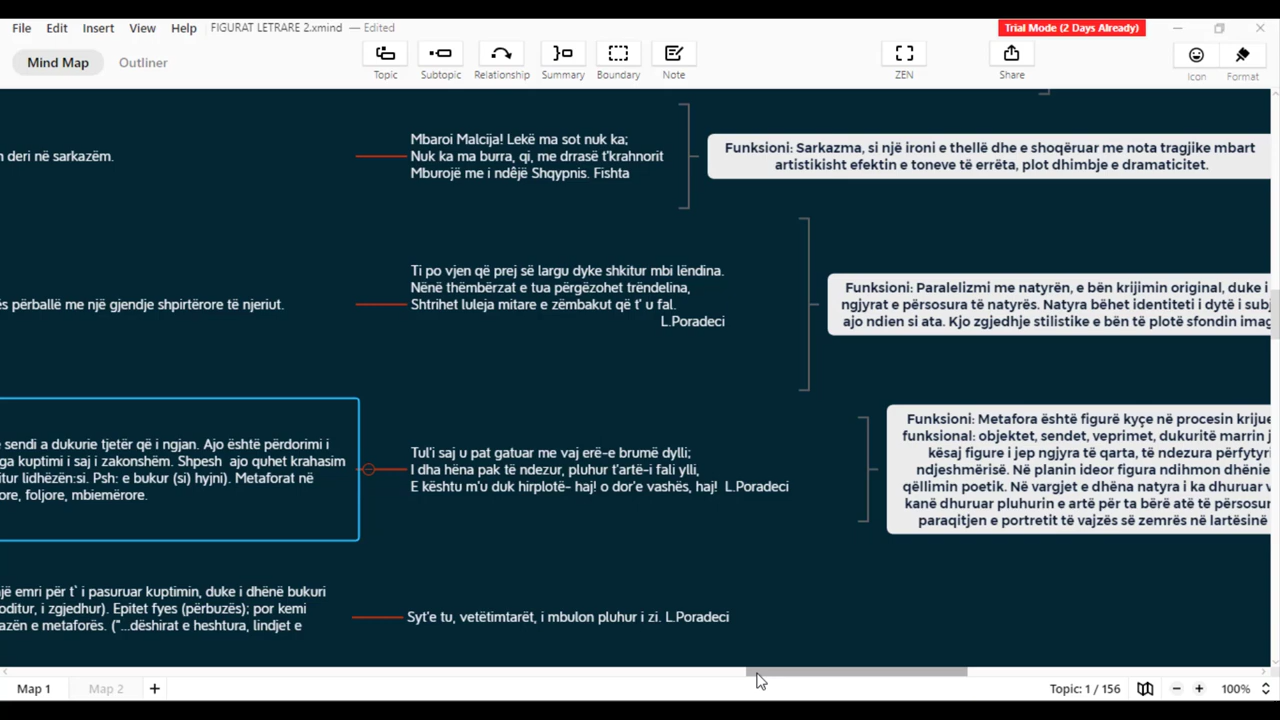 File Edit Insert View Help FIGURAT LETRARE 2.xmind — Edited
Trial Mode (2 Days Already)
Mind Map Outliner
Topic Subtopic Relationship Summary Boundary Note ZEN Share Icon Format
deri në sarkazëm.
Mbaroi Malcija! Lekë ma sot nuk ka;
Nuk ka ma burra, qi, me drrasë t'krahnorit
Mburojë me i ndêjë Shqypnis. Fishta
Funksioni: Sarkazma, si një ironi e thellë dhe e shoqëruar me nota tragjike mbart
artistikisht efektin e toneve të errëta, plot dhimbje e dramaticitet.
përballë me një gjendje shpirtërore të njeriut.
Ti po vjen që prej së largu dyke shkitur mbi lëndina.
Nënë thëmbërzat e tua përgëzohet trëndelina,
Shtrihet luleja mitare e zëmbakut që t' u fal.
L.Poradeci
Funksioni: Paralelizmi me natyrën, e bën krijimin original, duke i
ngjyrat e përsosura të natyrës. Natyra bëhet identiteti i dytë i subj
ajo ndien si ata. Kjo zgjedhje stilistike e bën të plotë sfondin imag
sendi a dukurie tjetër që i ngjan. Ajo është përdorimi i
ga kuptimi i saj i zakonshëm. Shpesh ajo quhet krahasim
itur lidhëzën:si. Psh: e bukur (si) hyjni). Metaforat në
ore, foljore, mbiemërore.
Tul'i saj u pat gatuar me vaj erë-e brumë dylli;
I dha hëna pak të ndezur, pluhur t'artë-i fali ylli,
E kështu m'u duk hirplotë- haj! o dor'e vashës, haj! L.Poradeci
Funksioni: Metafora është figurë kyçe në procesin krijue
funksional: objektet, sendet, veprimet, dukuritë marrin j
kësaj figure i jep ngjyra të qarta, të ndezura përfytyri
ndjeshmërisë. Në planin ideor figura ndihmon dhënie
qëllimin poetik. Në vargjet e dhëna natyra i ka dhuruar v
kanë dhuruar pluhurin e artë për ta bërë atë të përsosur
paraqitjen e portretit të vajzës së zemrës në lartësinë
jë emri për t` i pasuruar kuptimin, duke i dhënë bukuri
oditur, i zgjedhur). Epitet fyes (përbuzës); por kemi
azën e metaforës. ("...dëshirat e heshtura, lindjet e
Syt'e tu, vetëtimtarët, i mbulon pluhur i zi. L.Poradeci
Map 1 Map 2 + Topic: 1 / 156 100%